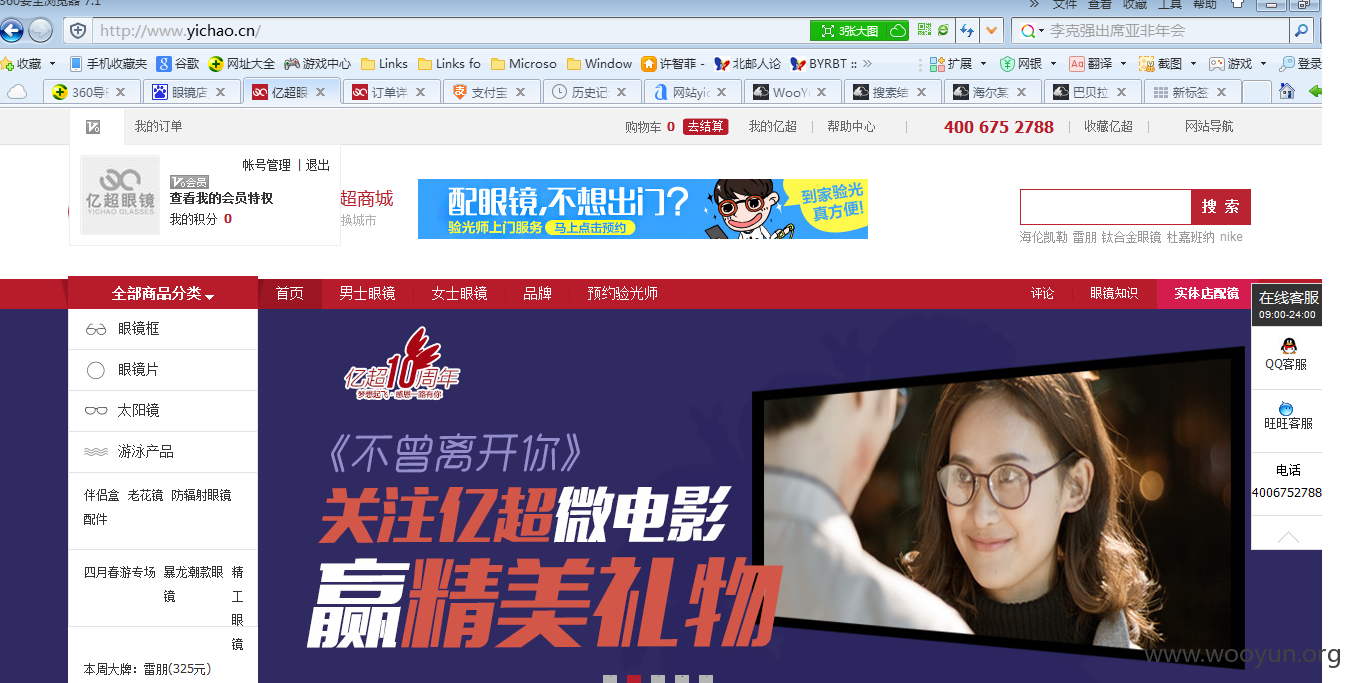 360安全浏览器 7.1
» 文件 查看 收藏 工具 帮助
http://www.yichao.cn/
3张大图
李克强出席亚非年会
收藏 手机收藏夹 谷歌 网址大全 游戏中心 Links Links fo Microso Window 许智菲 - 北邮人论 BYRBT :: » 扩展 网银 翻译 截图 游戏 登录
360导 眼镜店 亿超眼 订单详 支付宝 历史记 网站yic WooY 搜索结 海尔某 巴贝拉 新标签
我的订单
购物车 0 去结算 我的亿超 帮助中心 400 675 2788 收藏亿超 网站导航
帐号管理 | 退出
V0会员
查看我的会员特权
我的积分 0
亿超眼镜
YICHAO GLASSES
超商城
换城市
配眼镜,不想出门?
验光师上门服务 马上点击预约
到家验光
真方便!
搜 索
海伦凯勒 雷朋 钛合金眼镜 杜嘉班纳 nike
全部商品分类 首页 男士眼镜 女士眼镜 品牌 预约验光师 评论 眼镜知识 实体店配镜
在线客服
09:00-24:00
QQ客服
旺旺客服
电话
4006752788
眼镜框
眼镜片
太阳镜
游泳产品
伴侣盒 老花镜 防辐射眼镜
配件
四月春游专场 暴龙潮款眼镜 精工眼镜
本周大牌：雷朋(325元)
亿超10周年
梦想起飞·感恩一路有你
《不曾离开你》
关注亿超微电影
赢精美礼物
www.wooyun.org